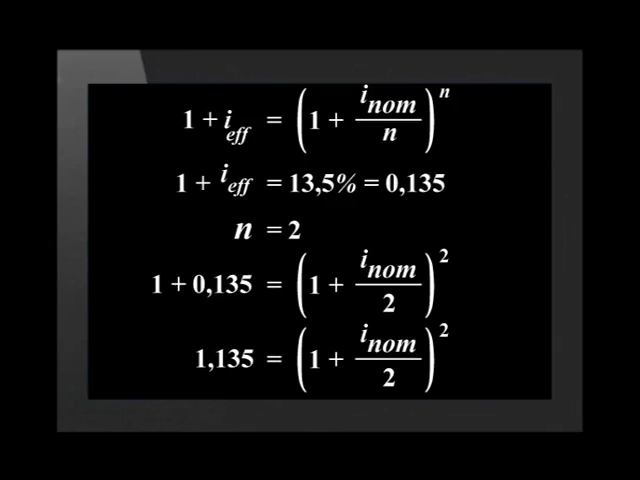 1 + i_eff = (1 + i_nom/n)^n
1 + i_eff = 13,5% = 0,135
n = 2
1 + 0,135 = (1 + i_nom/2)^2
1,135 = (1 + i_nom/2)^2